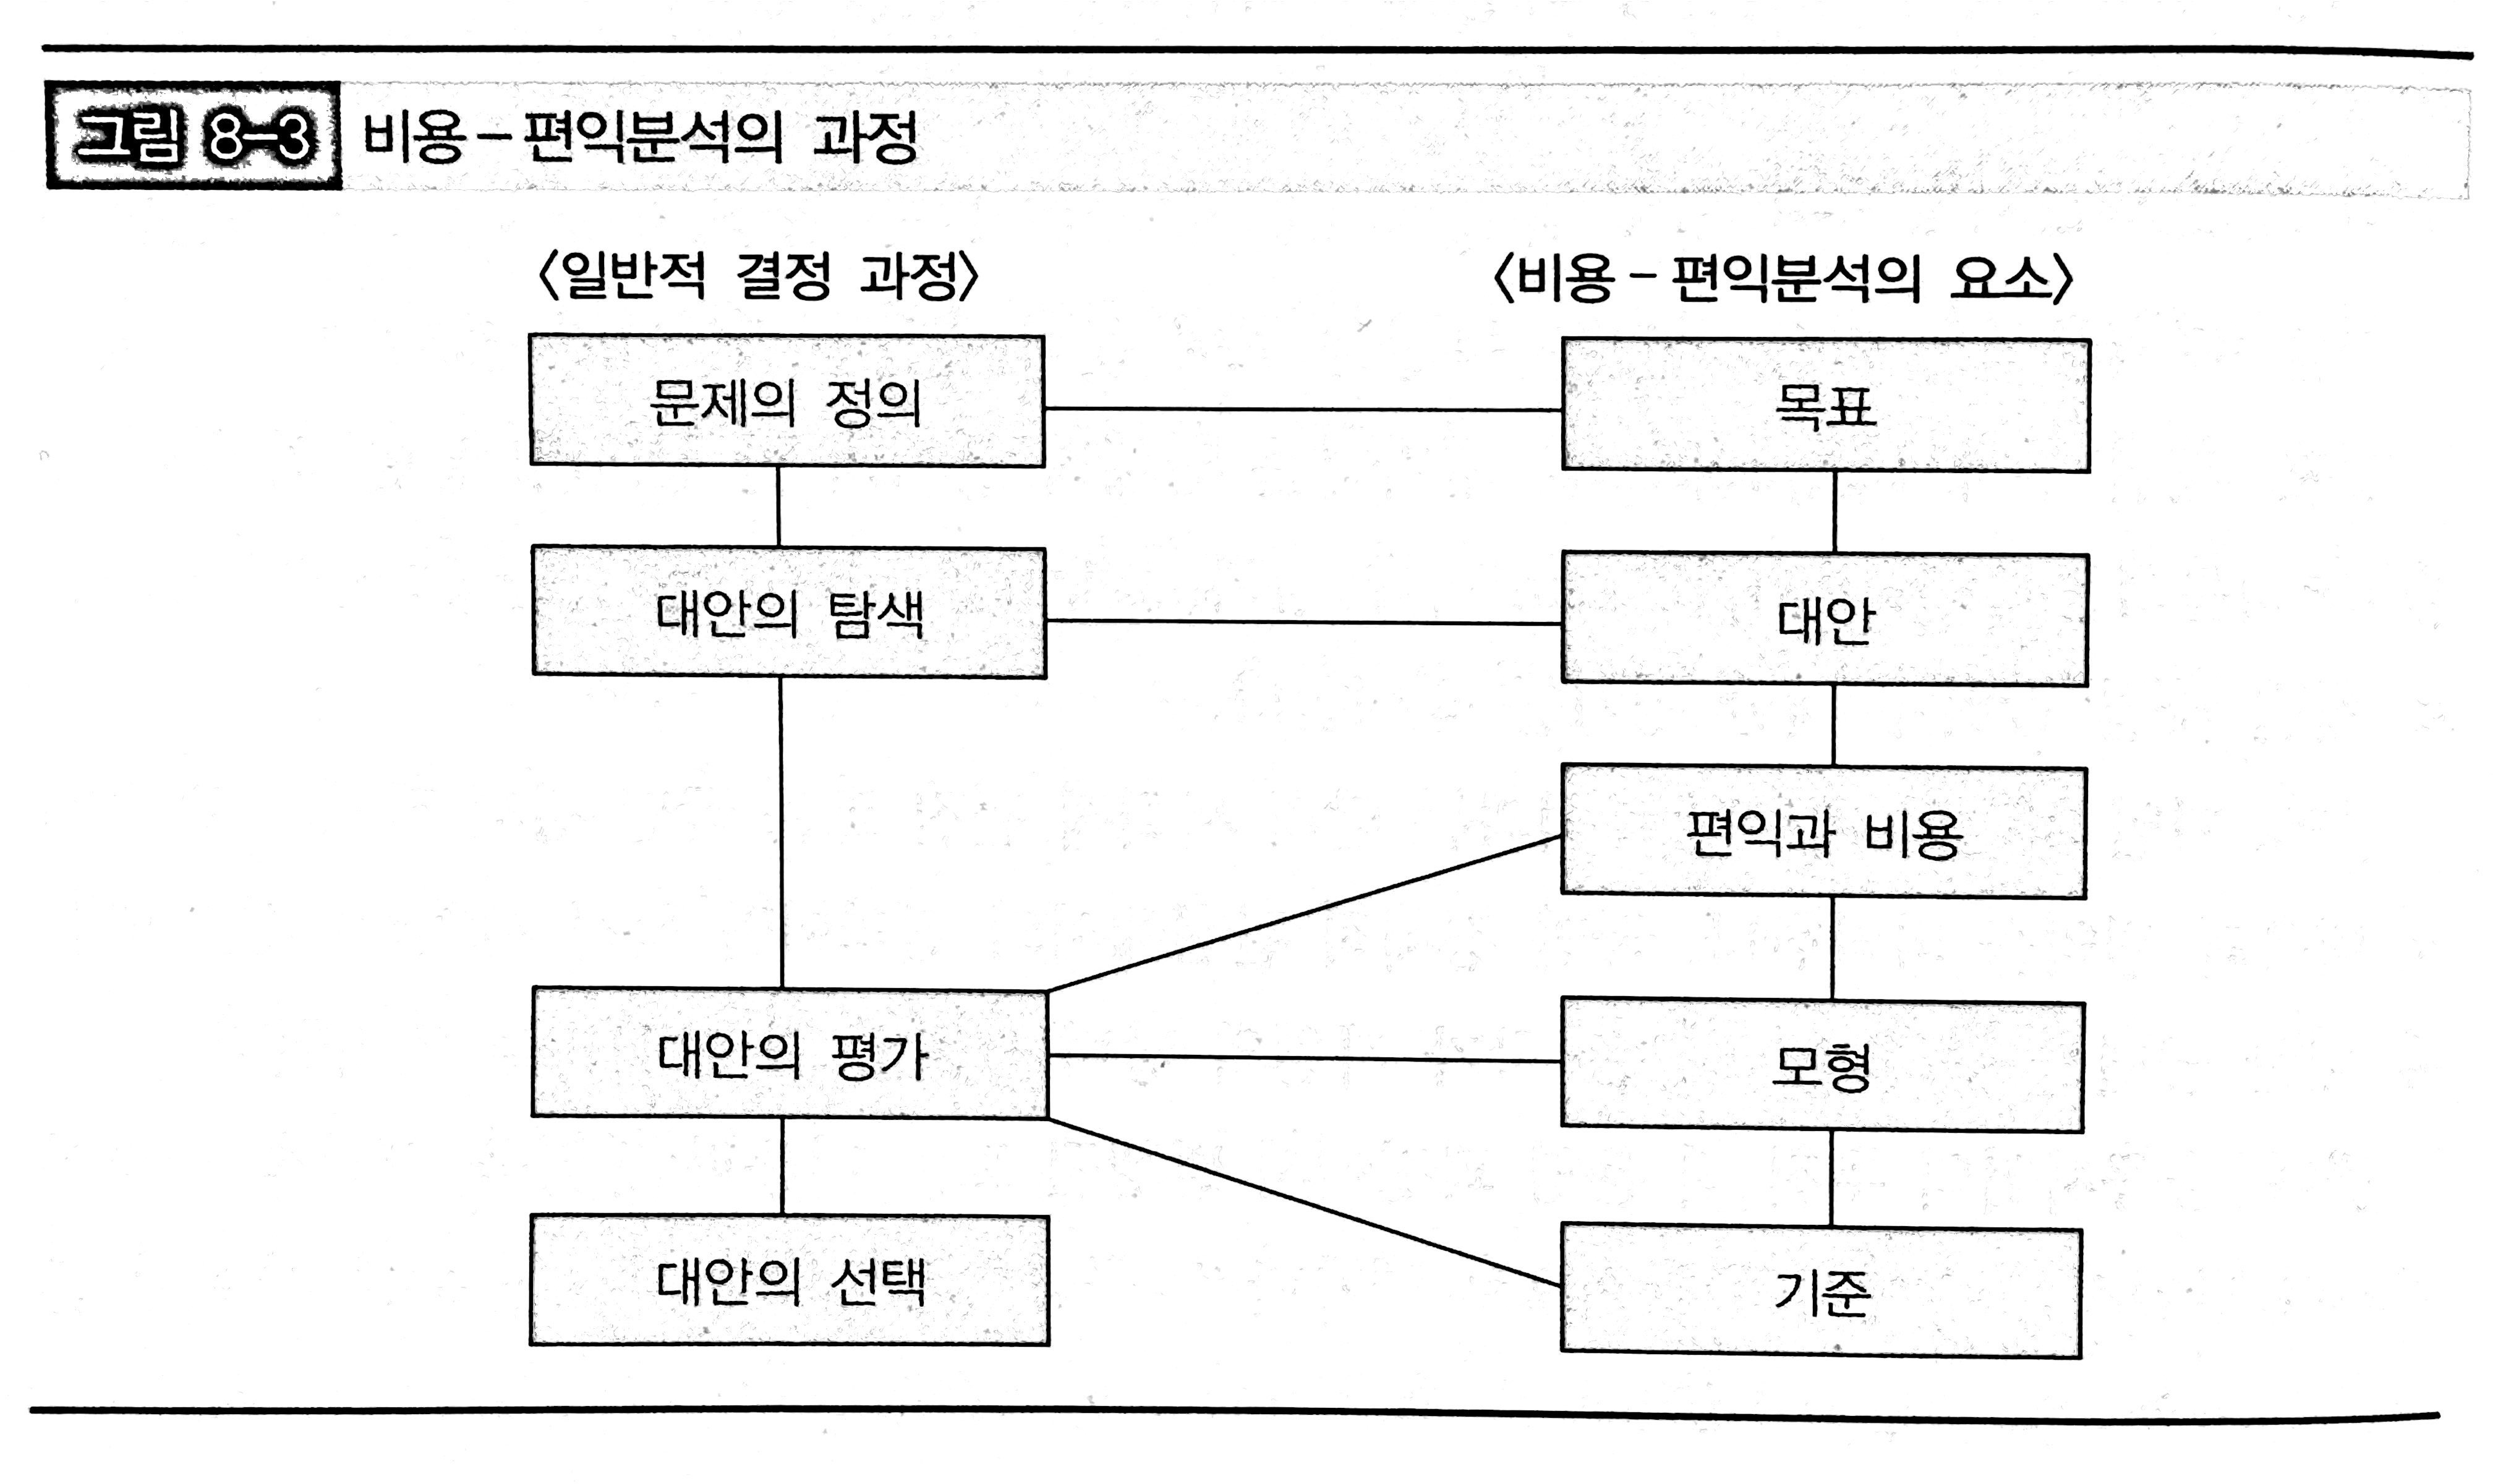 그림 8-3 비용-편익분석의 과정
〈일반적 결정 과정〉
문제의 정의
대안의 탐색
대안의 평가
대안의 선택
〈비용-편익분석의 요소〉
목표
대안
편익과 비용
모형
기준